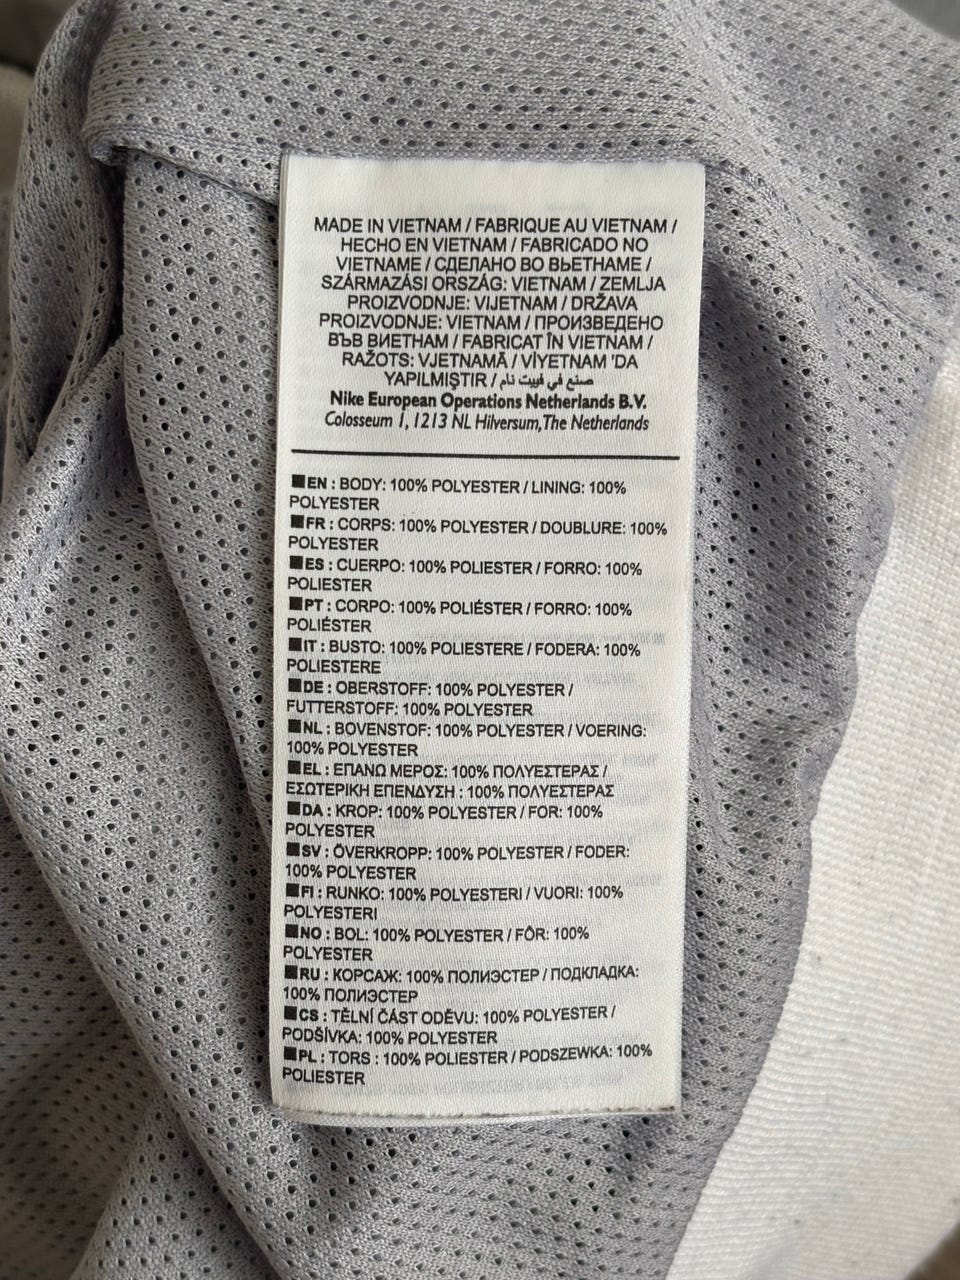 MADE IN VIETNAM / FABRIQUE AU VIETNAM /
HECHO EN VIETNAM / FABRICADO NO
VIETNAME / СДЕЛАНО ВО ВЬЕТНАМЕ /
SZÁRMAZÁSI ORSZÁG: VIETNAM / ZEMLJA
PROIZVODNJE: VIJETNAM / DRŽAVA
PROIZVODNJE: VIETNAM / ПРОИЗВЕДЕНО
ВЪВ ВИЕТНАМ / FABRICAT ÎN VIETNAM /
RAŽOTS: VJETNAMĀ / VİYETNAM 'DA
YAPILMIŞTIR / صنع في فييت نام
Nike European Operations Netherlands B.V.
Colosseum 1, 1213 NL Hilversum,The Netherlands
■EN : BODY: 100% POLYESTER / LINING: 100%
POLYESTER
■FR : CORPS: 100% POLYESTER / DOUBLURE: 100%
POLYESTER
■ES : CUERPO: 100% POLIESTER / FORRO: 100%
POLIESTER
■PT : CORPO: 100% POLIÉSTER / FORRO: 100%
POLIÉSTER
■IT : BUSTO: 100% POLIESTERE / FODERA: 100%
POLIESTERE
■DE : OBERSTOFF: 100% POLYESTER /
FUTTERSTOFF: 100% POLYESTER
■NL : BOVENSTOF: 100% POLYESTER / VOERING:
100% POLYESTER
■EL : ΕΠΑΝΩ ΜΕΡΟΣ: 100% ΠΟΛΥΕΣΤΕΡΑΣ /
ΕΣΩΤΕΡΙΚΗ ΕΠΕΝΔΥΣΗ : 100% ΠΟΛΥΕΣΤΕΡΑΣ
■DA : KROP: 100% POLYESTER / FOR: 100%
POLYESTER
■SV : ÖVERKROPP: 100% POLYESTER / FODER:
100% POLYESTER
■FI : RUNKO: 100% POLYESTERI / VUORI: 100%
POLYESTERI
■NO : BOL: 100% POLYESTER / FÔR: 100%
POLYESTER
■RU : КОРСАЖ: 100% ПОЛИЭСТЕР / ПОДКЛАДКА:
100% ПОЛИЭСТЕР
■CS : TĚLNÍ ČÁST ODĚVU: 100% POLYESTER /
PODŠÍVKA: 100% POLYESTER
■PL : TORS : 100% POLIESTER / PODSZEWKA: 100%
POLIESTER